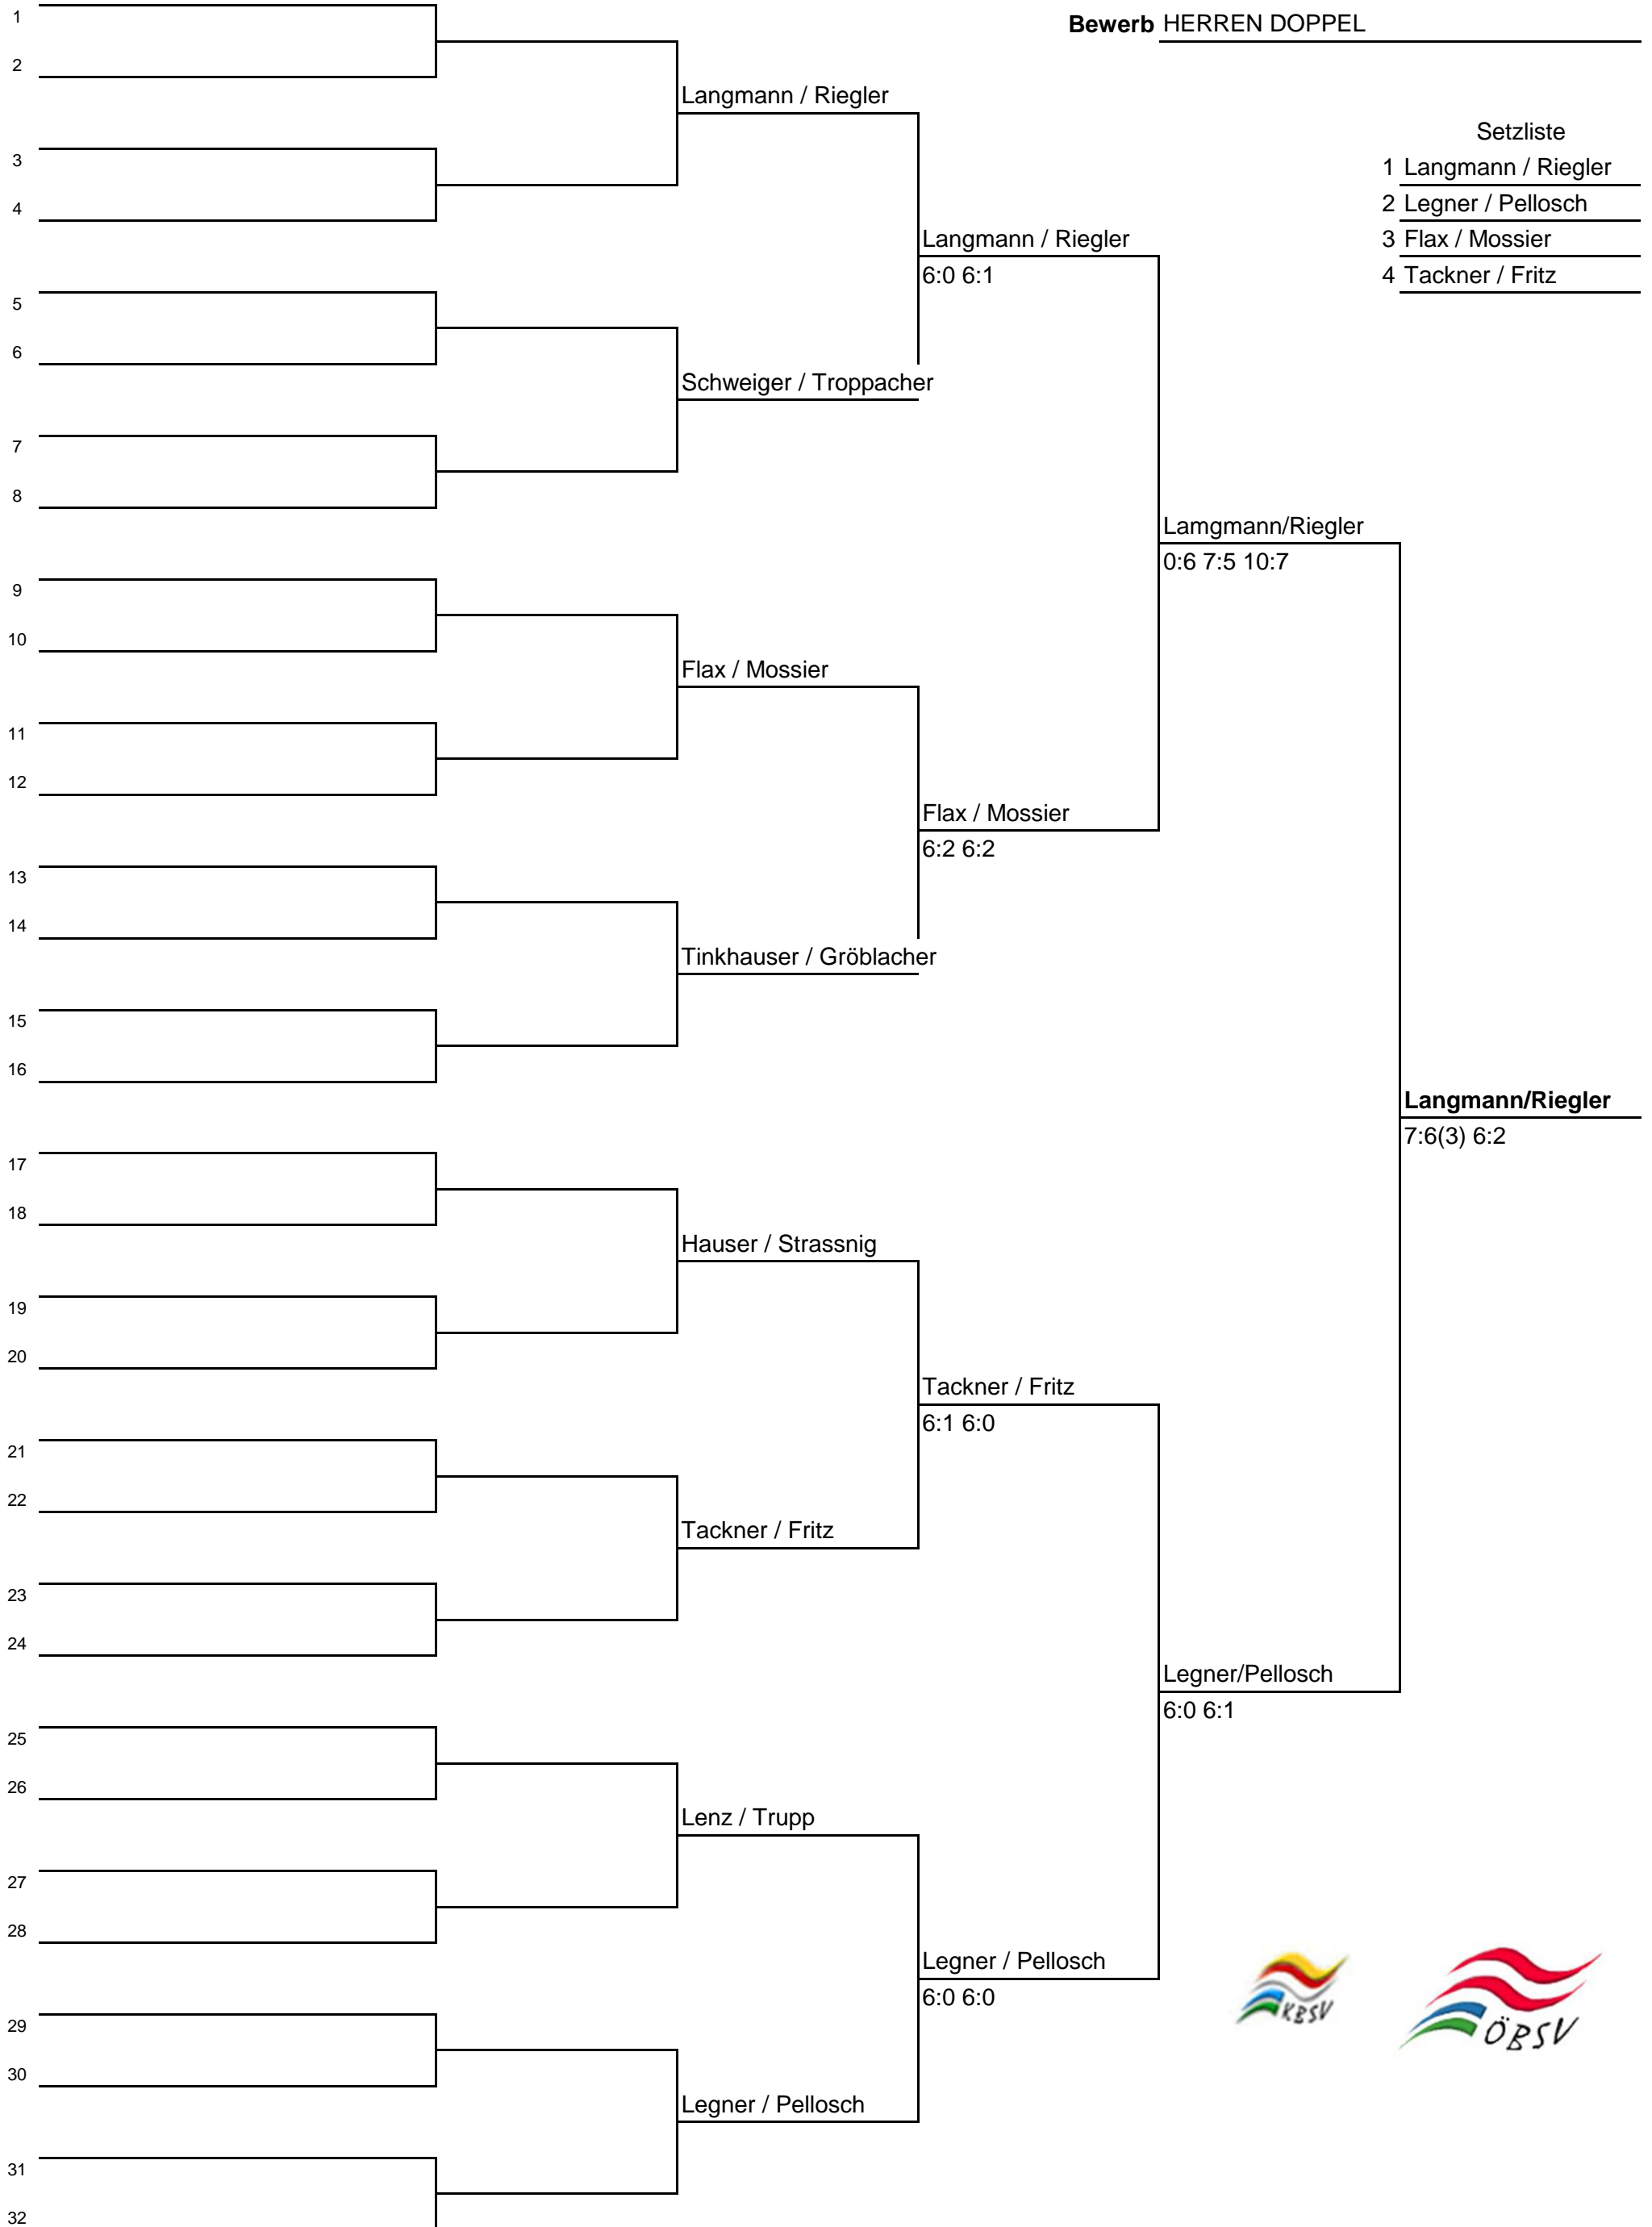 Bewerb HERREN DOPPEL
Setzliste
1 Langmann / Riegler
2 Legner / Pellosch
3 Flax / Mossier
4 Tackner / Fritz
1
2
Langmann / Riegler
3
4
Langmann / Riegler
6:0 6:1
5
6
Schweiger / Troppacher
7
8
Lamgmann/Riegler
0:6 7:5 10:7
9
10
Flax / Mossier
11
12
Flax / Mossier
6:2 6:2
13
14
Tinkhauser / Gröblacher
15
16
Langmann/Riegler
7:6(3) 6:2
17
18
Hauser / Strassnig
19
20
Tackner / Fritz
6:1 6:0
21
22
Tackner / Fritz
23
24
Legner/Pellosch
6:0 6:1
25
26
Lenz / Trupp
27
28
Legner / Pellosch
6:0 6:0
KBSV
ÖBSV
29
30
Legner / Pellosch
31
32